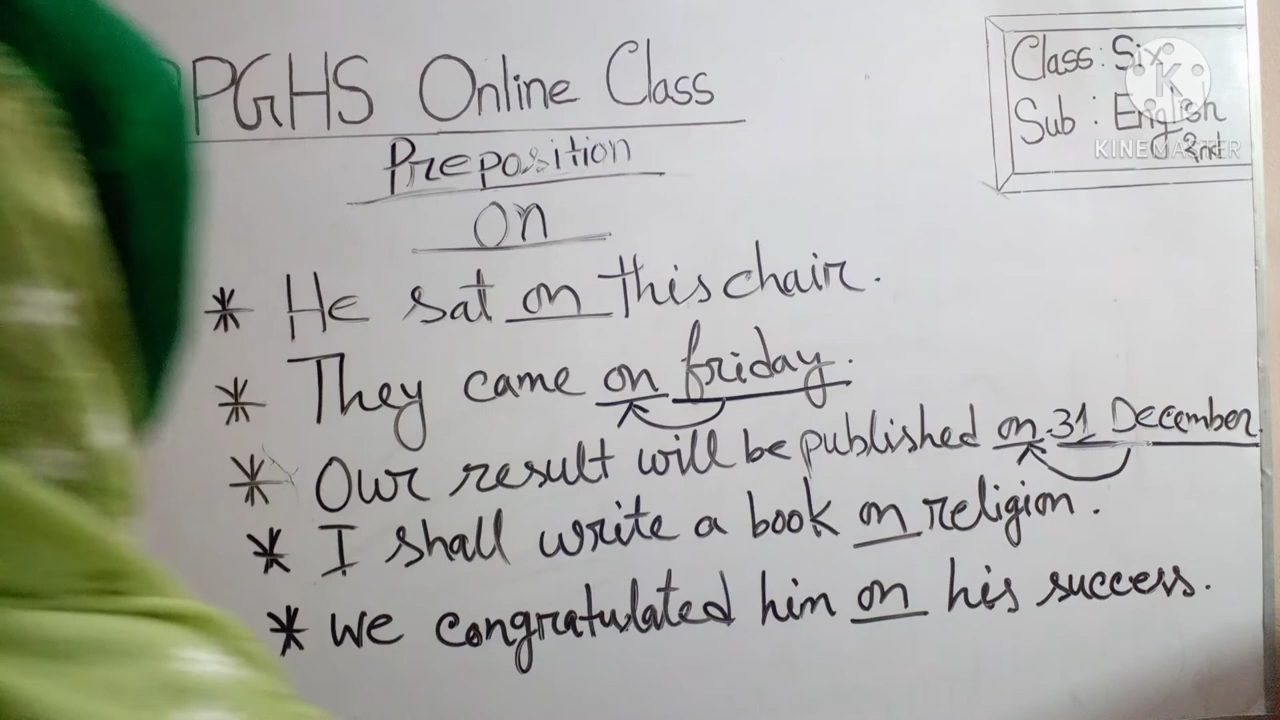 PGHS Online Class
Class: Six
Sub : English
2nd
KINEMASTER
Preposition
On
* He sat on this chair.
* They came on friday.
* Our result will be published on 31 December.
* I shall write a book on religion.
* We congratulated him on his success.